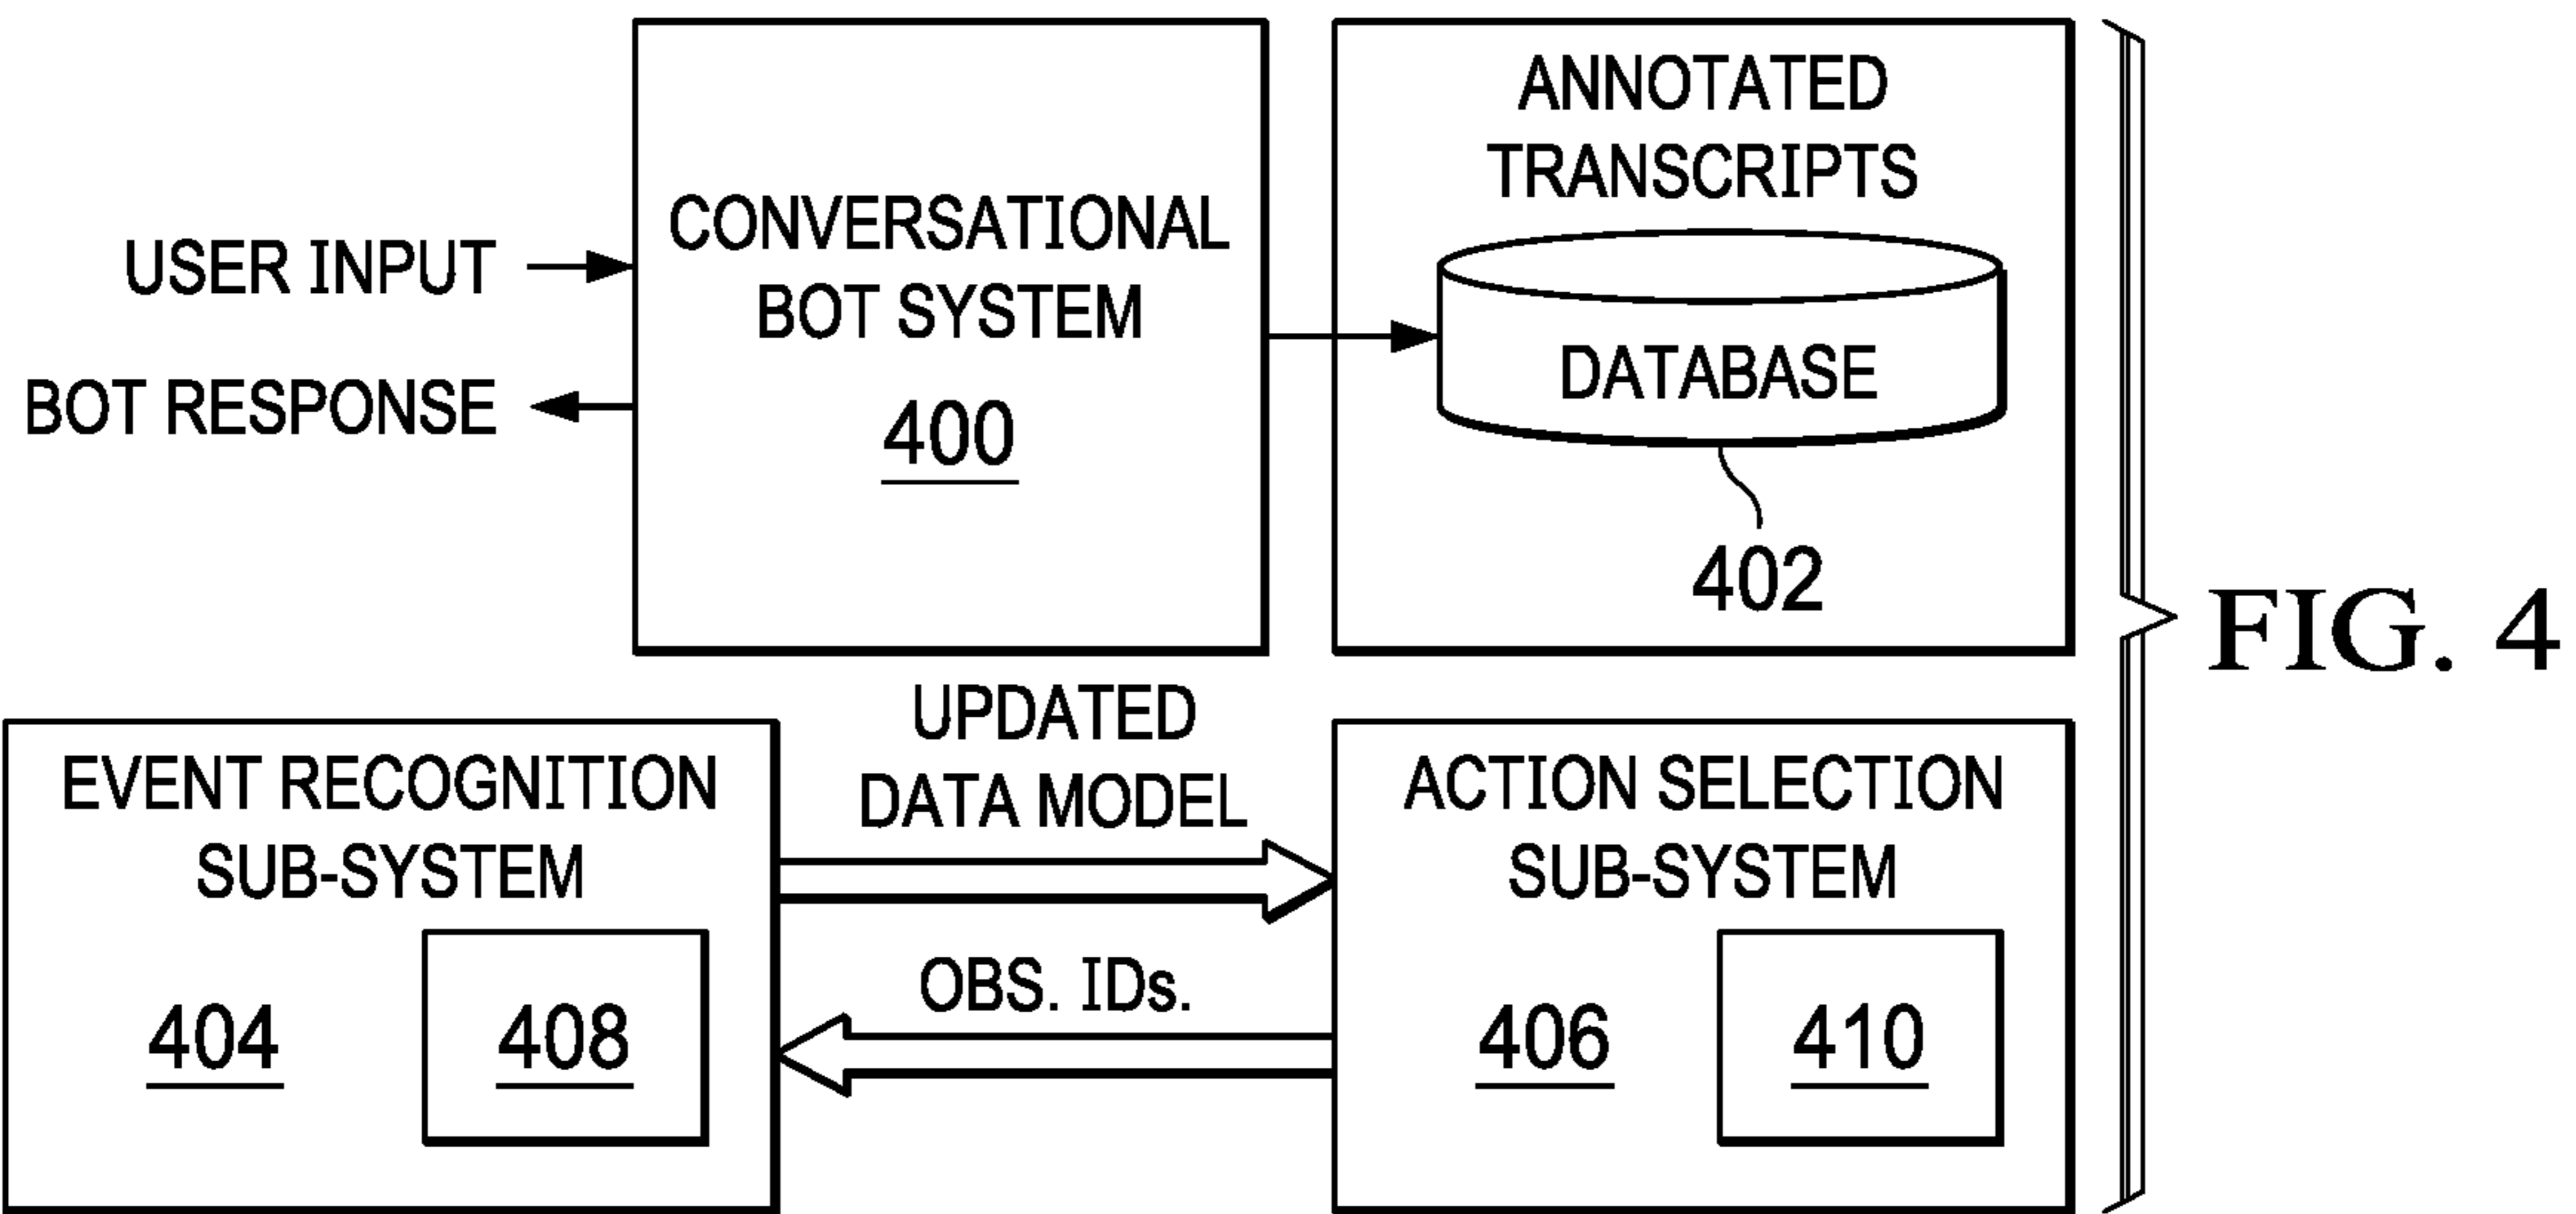 USER INPUT
BOT RESPONSE
CONVERSATIONAL
BOT SYSTEM
400
ANNOTATED
TRANSCRIPTS
DATABASE
402
EVENT RECOGNITION
SUB-SYSTEM
404
408
UPDATED
DATA MODEL
OBS. IDs.
ACTION SELECTION
SUB-SYSTEM
406
410
FIG. 4